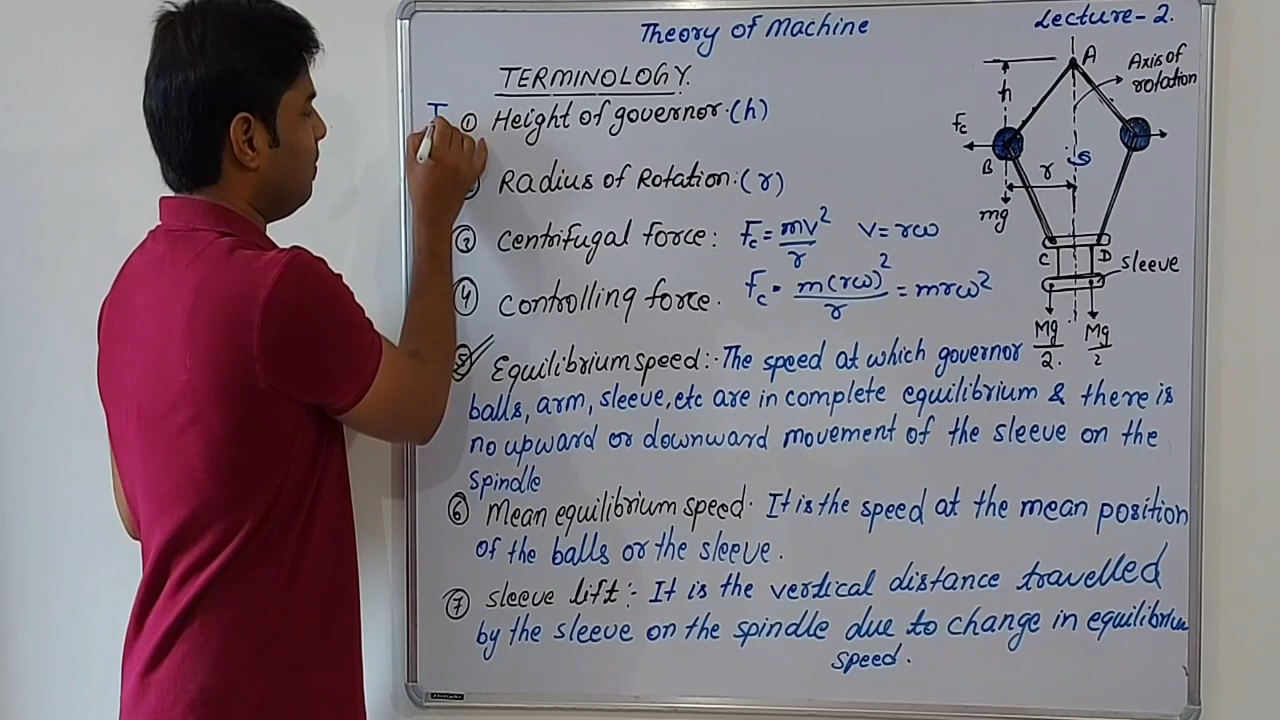 Theory of Machine
Lecture-2.
TERMINOLOGY.
I
① Height of governor.(h)
Radius of Rotation:(r)
③ Centrifugal force: Fc = mv²/r v=rω
④ Controlling force. Fc = m(rω)²/r = mrω²
⑤ Equilibrium speed:- The speed at which governor
balls, arm, sleeve, etc are in complete equilibrium & there is
no upward or downward movement of the sleeve on the
spindle
⑥ Mean equilibrium speed. It is the speed at the mean position
of the balls or the sleeve.
⑦ Sleeve lift:- It is the vertical distance travelled
by the sleeve on the spindle due to change in equilibrium
speed.
A
Axis of
rotation
h
Fc
B
S
r
mg
C
D
sleeve
Mg/2.
Mg/2